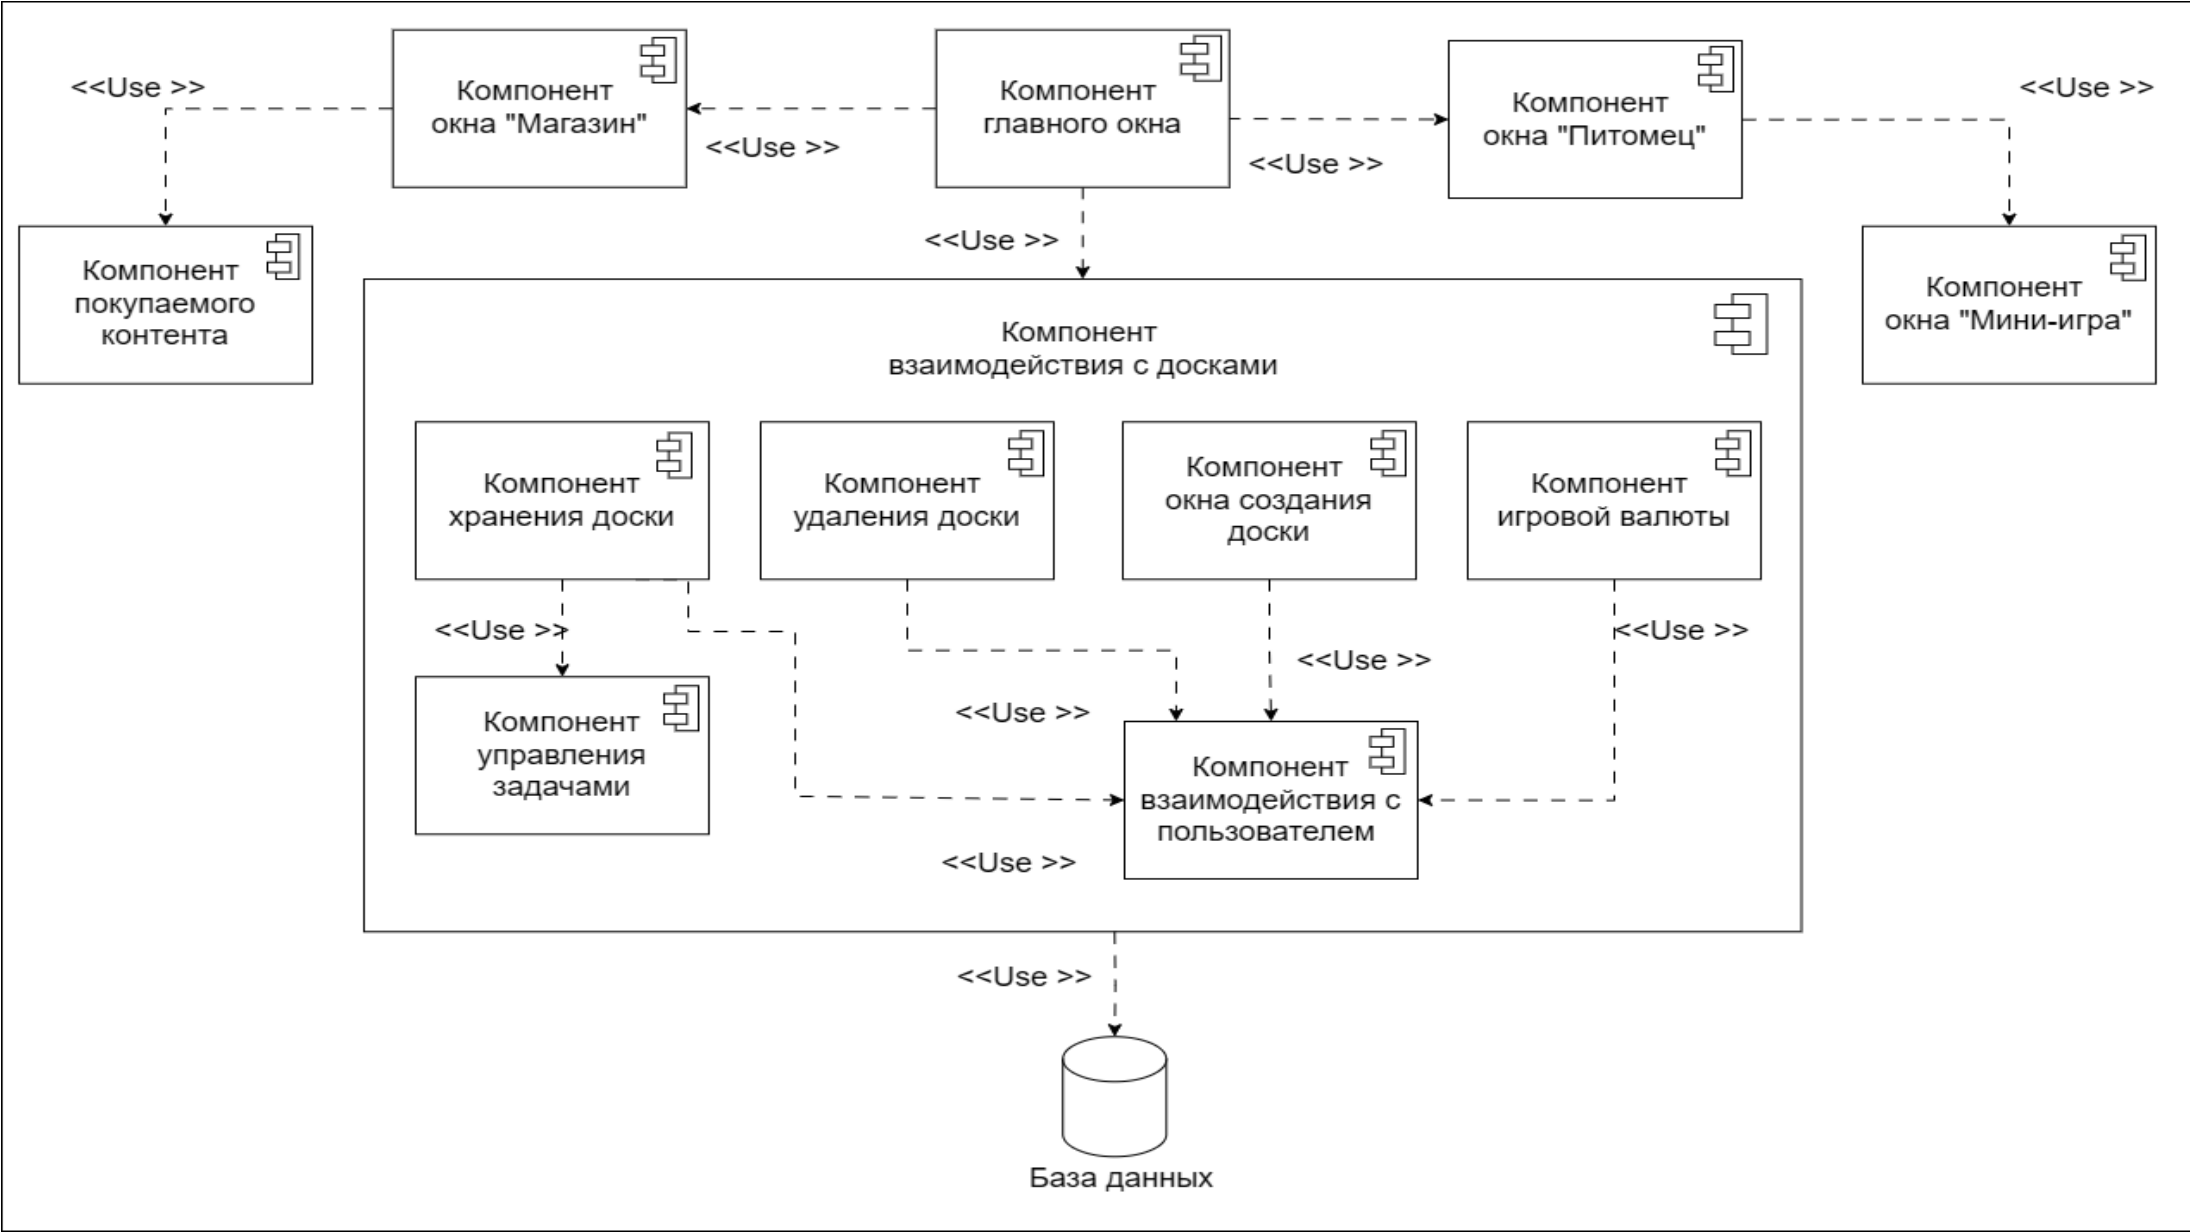 <<Use >>
Компонент
окна "Магазин"
<<Use >>
Компонент
главного окна
<<Use >>
Компонент
окна "Питомец"
<<Use >>
Компонент
покупаемого
контента
<<Use >>
Компонент
окна "Мини-игра"
Компонент
взаимодействия с досками
Компонент
хранения доски
Компонент
удаления доски
Компонент
окна создания
доски
Компонент
игровой валюты
<<Use >>
<<Use >>
<<Use >>
<<Use >>
Компонент
управления
задачами
Компонент
взаимодействия с
пользователем
<<Use >>
<<Use >>
База данных